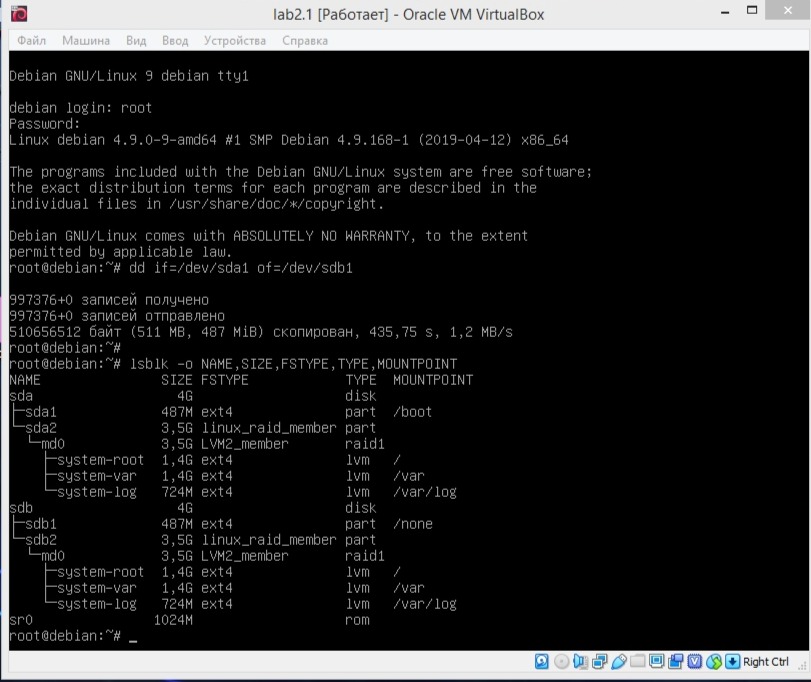 lab2.1 [Работает] - Oracle VM VirtualBox
Файл Машина Вид Ввод Устройства Справка
Debian GNU/Linux 9 debian tty1
debian login: root
Password:
Linux debian 4.9.0-9-amd64 #1 SMP Debian 4.9.168-1 (2019-04-12) x86_64
The programs included with the Debian GNU/Linux system are free software;
the exact distribution terms for each program are described in the
individual files in /usr/share/doc/*/copyright.
Debian GNU/Linux comes with ABSOLUTELY NO WARRANTY, to the extent
permitted by applicable law.
root@debian:~# dd if=/dev/sda1 of=/dev/sdb1
997376+0 записей получено
997376+0 записей отправлено
510656512 байт (511 MB, 487 MiB) скопирован, 435,75 s, 1,2 MB/s
root@debian:~#
root@debian:~# lsblk -o NAME,SIZE,FSTYPE,TYPE,MOUNTPOINT
NAME SIZE FSTYPE TYPE MOUNTPOINT
sda 4G disk
├─sda1 487M ext4 part /boot
└─sda2 3,5G linux_raid_member part
└─md0 3,5G LVM2_member raid1
├─system-root 1,4G ext4 lvm /
├─system-var 1,4G ext4 lvm /var
└─system-log 724M ext4 lvm /var/log
sdb 4G disk
├─sdb1 487M ext4 part /none
└─sdb2 3,5G linux_raid_member part
└─md0 3,5G LVM2_member raid1
├─system-root 1,4G ext4 lvm /
├─system-var 1,4G ext4 lvm /var
└─system-log 724M ext4 lvm /var/log
sr0 1024M rom
root@debian:~# _
Right Ctrl